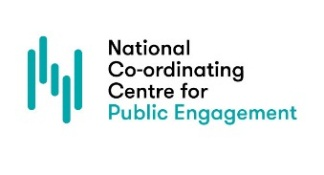 National
Co-ordinating
Centre for
Public Engagement